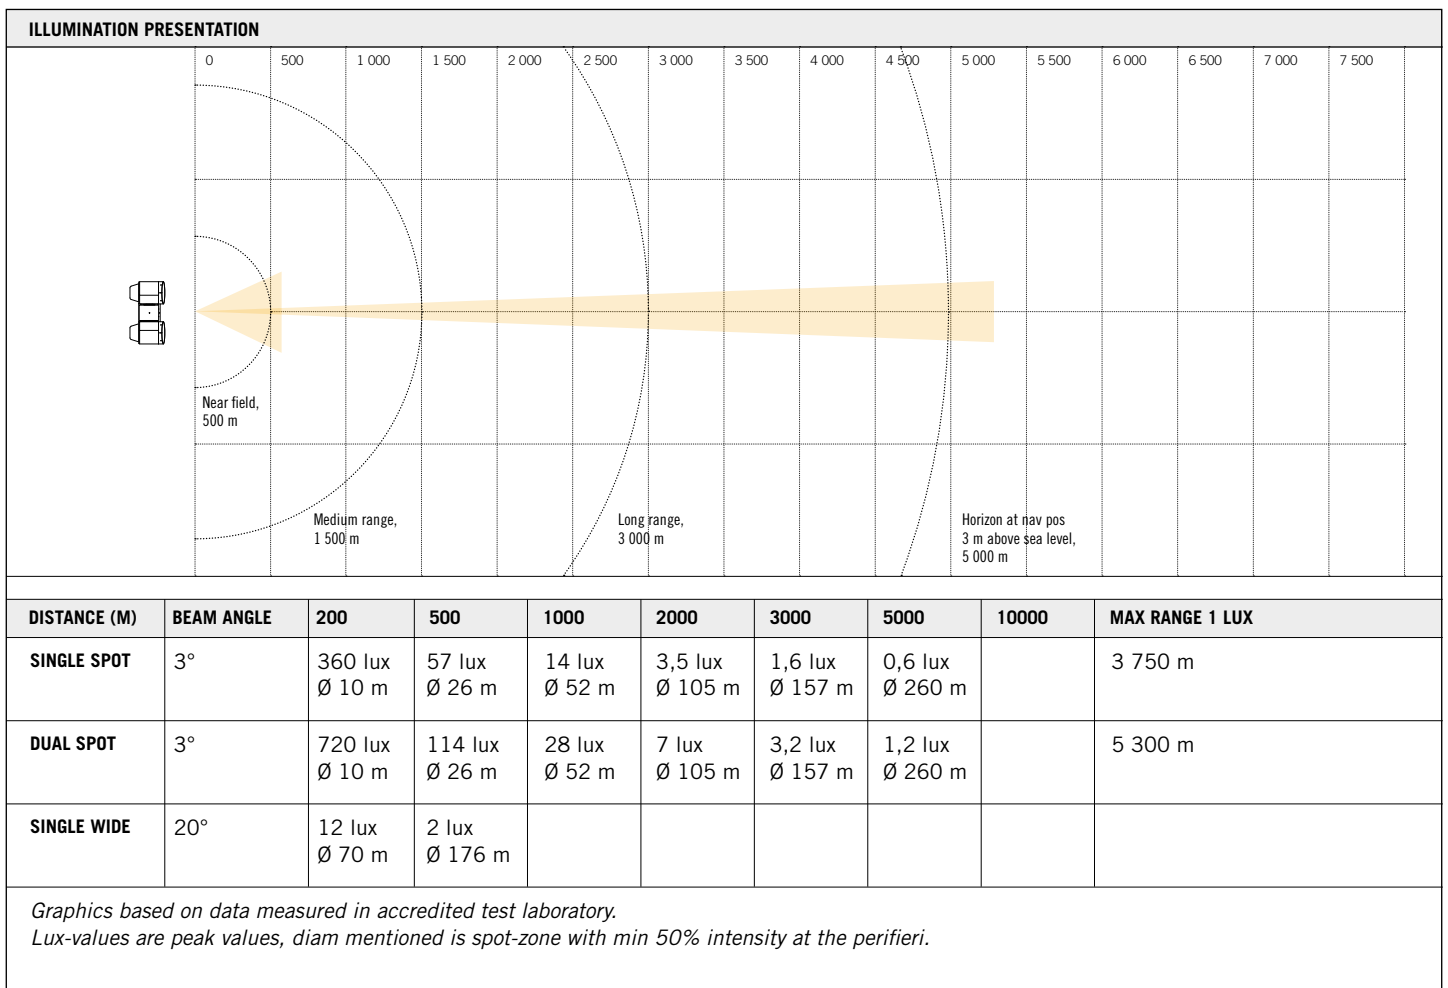 ILLUMINATION PRESENTATION
0 500 1 000 1 500 2 000 2 500 3 000 3 500 4 000 4 500 5 000 5 500 6 000 6 500 7 000 7 500
Near field,
500 m
Medium range,
1 500 m
Long range,
3 000 m
Horizon at nav pos
3 m above sea level,
5 000 m
DISTANCE (M) BEAM ANGLE 200 500 1000 2000 3000 5000 10000 MAX RANGE 1 LUX
SINGLE SPOT 3° 360 lux 57 lux 14 lux 3,5 lux 1,6 lux 0,6 lux 3 750 m
Ø 10 m Ø 26 m Ø 52 m Ø 105 m Ø 157 m Ø 260 m
DUAL SPOT 3° 720 lux 114 lux 28 lux 7 lux 3,2 lux 1,2 lux 5 300 m
Ø 10 m Ø 26 m Ø 52 m Ø 105 m Ø 157 m Ø 260 m
SINGLE WIDE 20° 12 lux 2 lux
Ø 70 m Ø 176 m
Graphics based on data measured in accredited test laboratory.
Lux-values are peak values, diam mentioned is spot-zone with min 50% intensity at the perifieri.